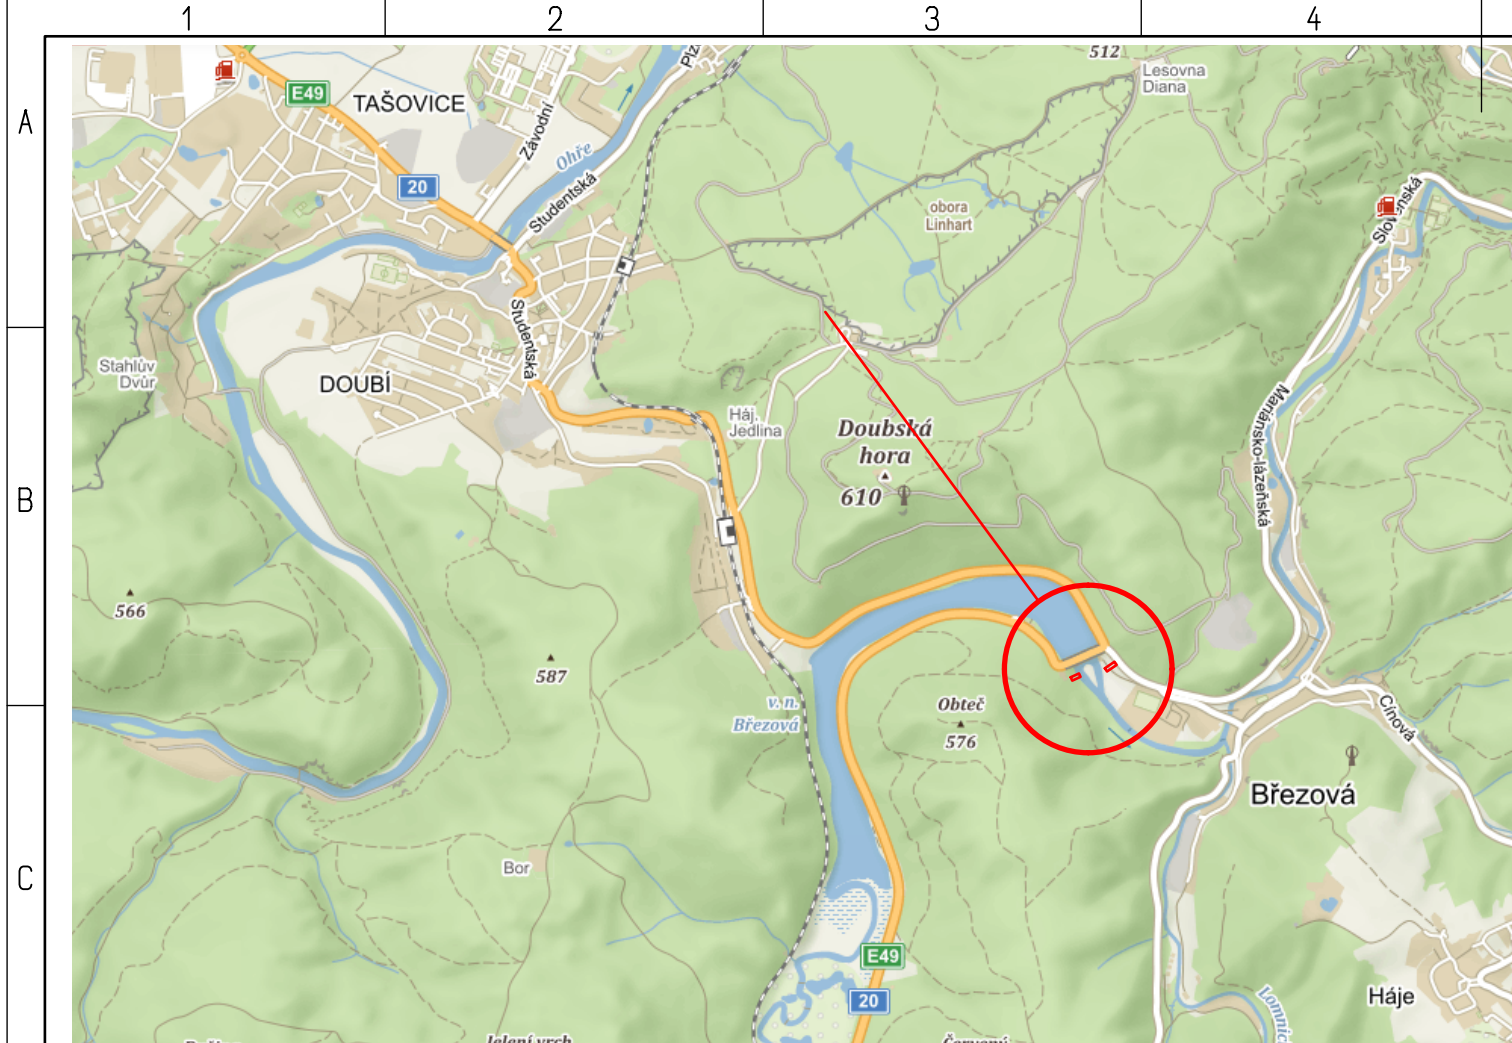 1
2
3
4
A
B
C
512
Lesovna
Diana
E49
TAŠOVICE
Závodní
Ohře
20
Studentská
obora
Linhart
Studentská
Stahlův
Dvůr
DOUBÍ
Háj.
Jedlina
Doubská
hora
610
Mariánsko-lázeňská
566
587
v. n.
Březová
Obteč
576
Cínová
Březová
Bor
E49
20
Háje
Jelení vrch
Červený